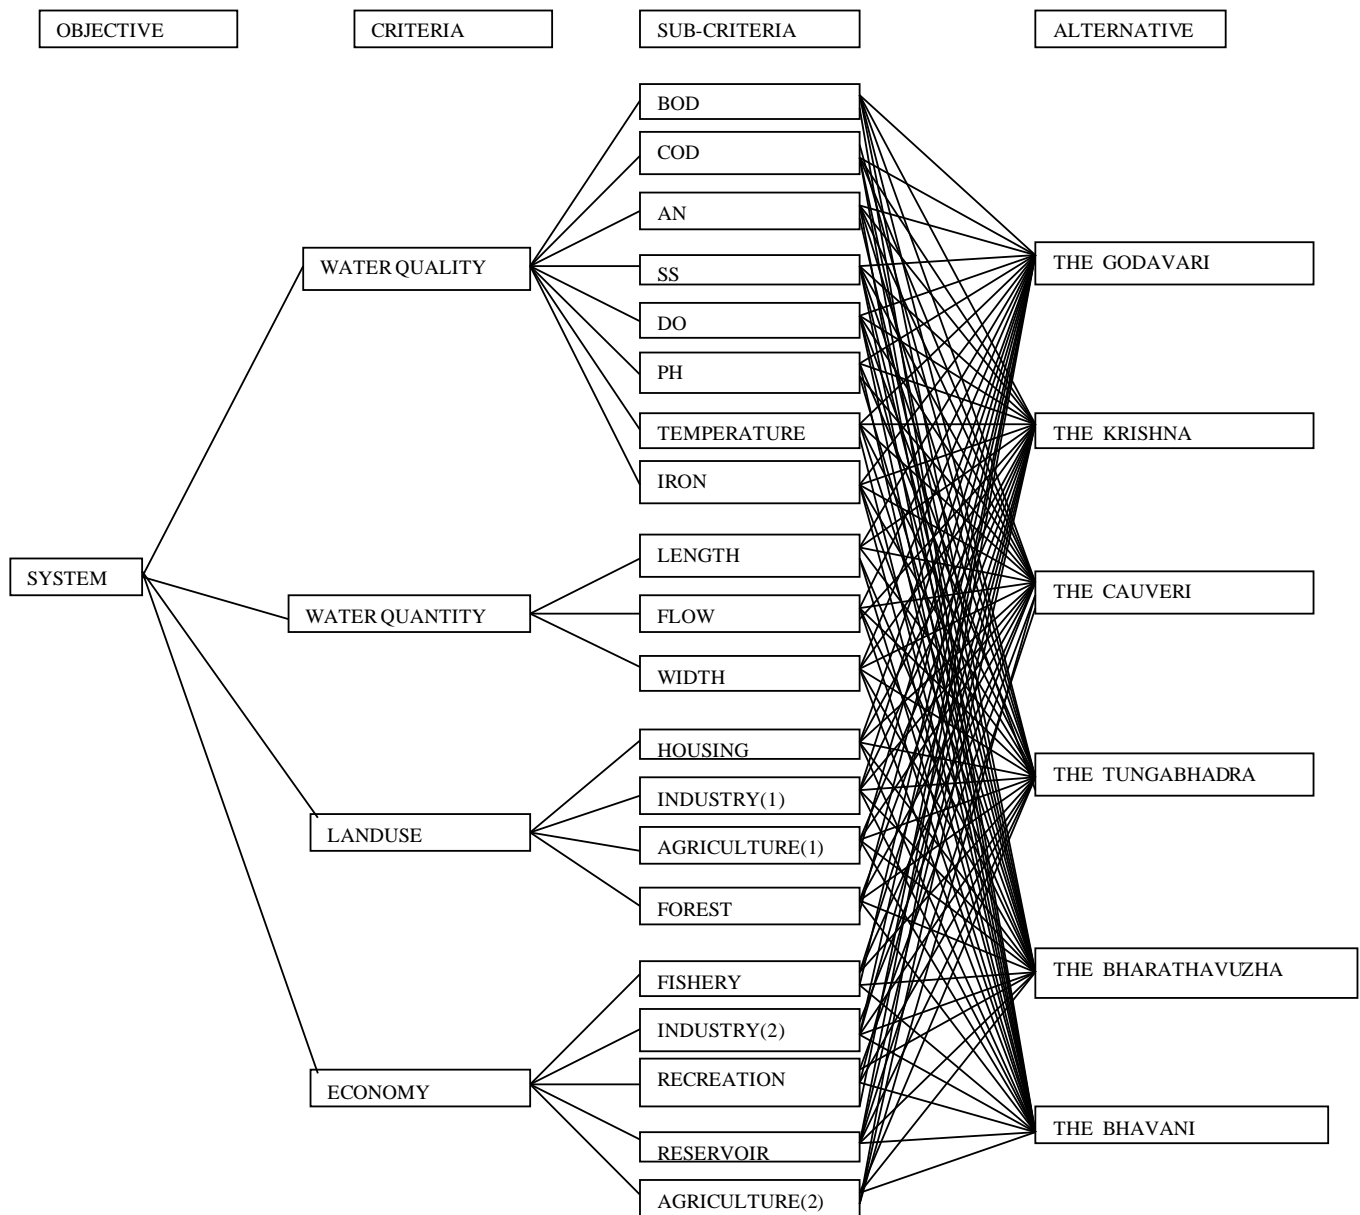 OBJECTIVE
CRITERIA
SUB-CRITERIA
ALTERNATIVE
SYSTEM
WATER QUALITY
WATER QUANTITY
LANDUSE
ECONOMY
BOD
COD
AN
SS
DO
PH
TEMPERATURE
IRON
LENGTH
FLOW
WIDTH
HOUSING
INDUSTRY(1)
AGRICULTURE(1)
FOREST
FISHERY
INDUSTRY(2)
RECREATION
RESERVOIR
AGRICULTURE(2)
THE GODAVARI
THE KRISHNA
THE CAUVERI
THE TUNGABHADRA
THE BHARATHAVUZHA
THE BHAVANI